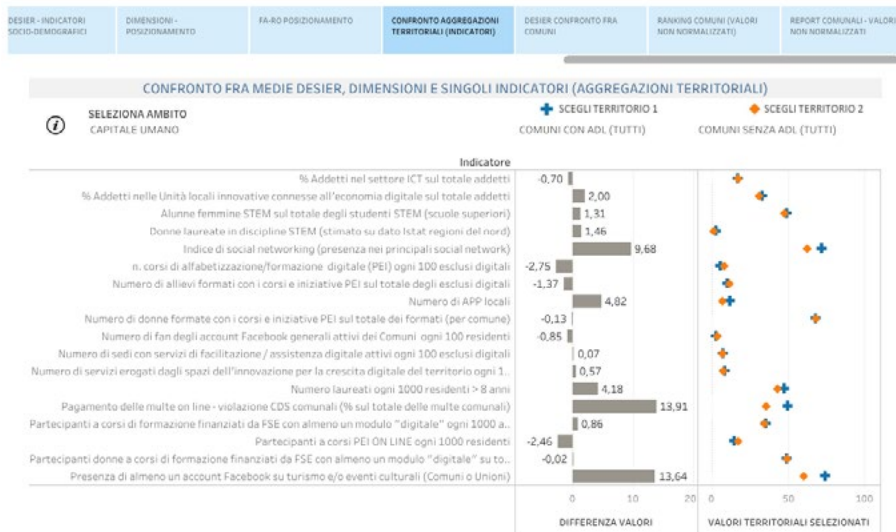 DESIER - INDICATORI
SOCIO-DEMOGRAFICI
DIMENSIONI -
POSIZIONAMENTO
FA-RO POSIZIONAMENTO
CONFRONTO AGGREGAZIONI
TERRITORIALI (INDICATORI)
DESIER CONFRONTO FRA
COMUNI
RANKING COMUNI (VALORI
NON NORMALIZZATI)
REPORT COMUNALI - VALORI
NON NORMALIZZATI
CONFRONTO FRA MEDIE DESIER, DIMENSIONI E SINGOLI INDICATORI (AGGREGAZIONI TERRITORIALI)
i
SELEZIONA AMBITO
CAPITALE UMANO
SCEGLI TERRITORIO 1
COMUNI CON ADL (TUTTI)
SCEGLI TERRITORIO 2
COMUNI SENZA ADL (TUTTI)
Indicatore
% Addetti nel settore ICT sul totale addetti -0,70
% Addetti nelle Unità locali innovative connesse all'economia digitale sul totale addetti 2,00
Alunne femmine STEM sul totale degli studenti STEM (scuole superiori) 1,31
Donne laureate in discipline STEM (stimato su dato Istat regioni del nord) 1,46
Indice di social networking (presenza nei principali social network) 9,68
n. corsi di alfabetizzazione/formazione digitale (PEI) ogni 100 esclusi digitali -2,75
Numero di allievi formati con i corsi e iniziative PEI sul totale degli esclusi digitali -1,37
Numero di APP locali 4,82
Numero di donne formate con i corsi e iniziative PEI sul totale dei formati (per comune) -0,13
Numero di fan degli account Facebook generali attivi dei Comuni ogni 100 residenti -0,85
Numero di sedi con servizi di facilitazione / assistenza digitale attivi ogni 100 esclusi digitali 0,07
Numero di servizi erogati dagli spazi dell'innovazione per la crescita digitale del territorio ogni 1.. 0,57
Numero laureati ogni 1000 residenti > 8 anni 4,18
Pagamento delle multe on line - violazione CDS comunali (% sul totale delle multe comunali) 13,91
Partecipanti a corsi di formazione finanziati da FSE con almeno un modulo "digitale" ogni 1000 a.. 0,86
Partecipanti a corsi PEI ON LINE ogni 1000 residenti -2,46
Partecipanti donne a corsi di formazione finanziati da FSE con almeno un modulo "digitale" su to.. -0,02
Presenza di almeno un account Facebook su turismo e/o eventi culturali (Comuni o Unioni) 13,64
0 10 20 0 50 100
DIFFERENZA VALORI
VALORI TERRITORIALI SELEZIONATI